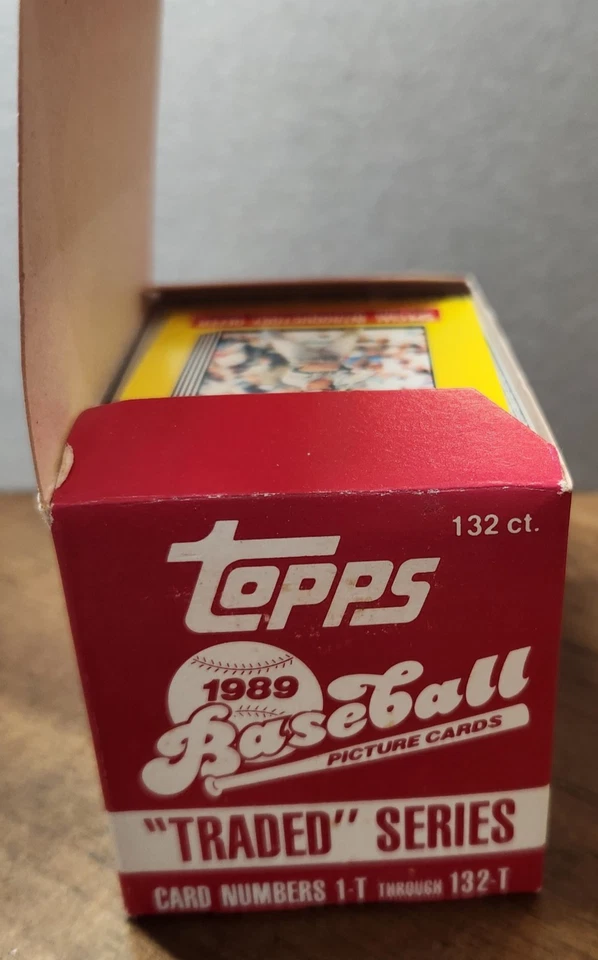 132 ct.
TOPPS
1989
Baseball
PICTURE CARDS
"TRADED" SERIES
CARD NUMBERS 1-T THROUGH 132-T